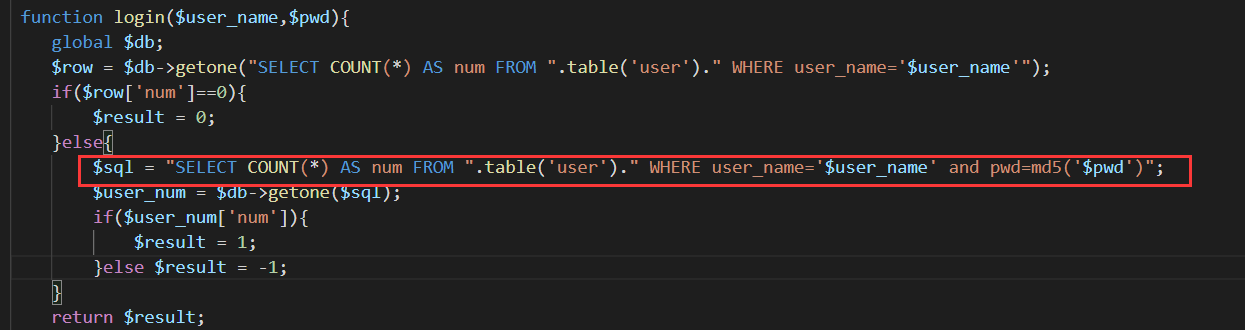 function login($user_name,$pwd){
global $db;
$row = $db->getone("SELECT COUNT(*) AS num FROM ".table('user')." WHERE user_name='$user_name'");
if($row['num']==0){
$result = 0;
}else{
$sql = "SELECT COUNT(*) AS num FROM ".table('user')." WHERE user_name='$user_name' and pwd=md5('$pwd')";
$user_num = $db->getone($sql);
if($user_num['num']){
$result = 1;
}else $result = -1;
}
return $result;